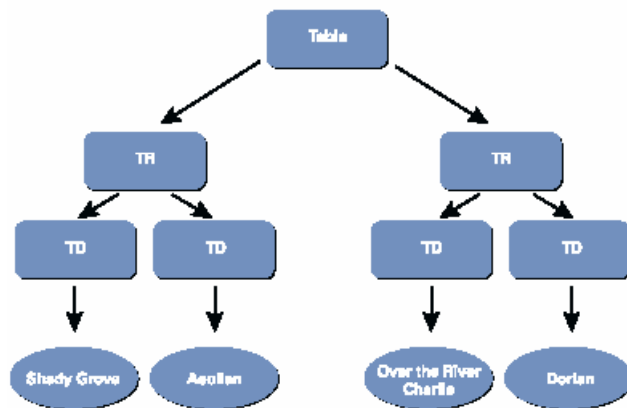 Table
TR
TR
TD
TD
TD
TD
Shady Grove
Aeolian
Over the River
Charlie
Dorian